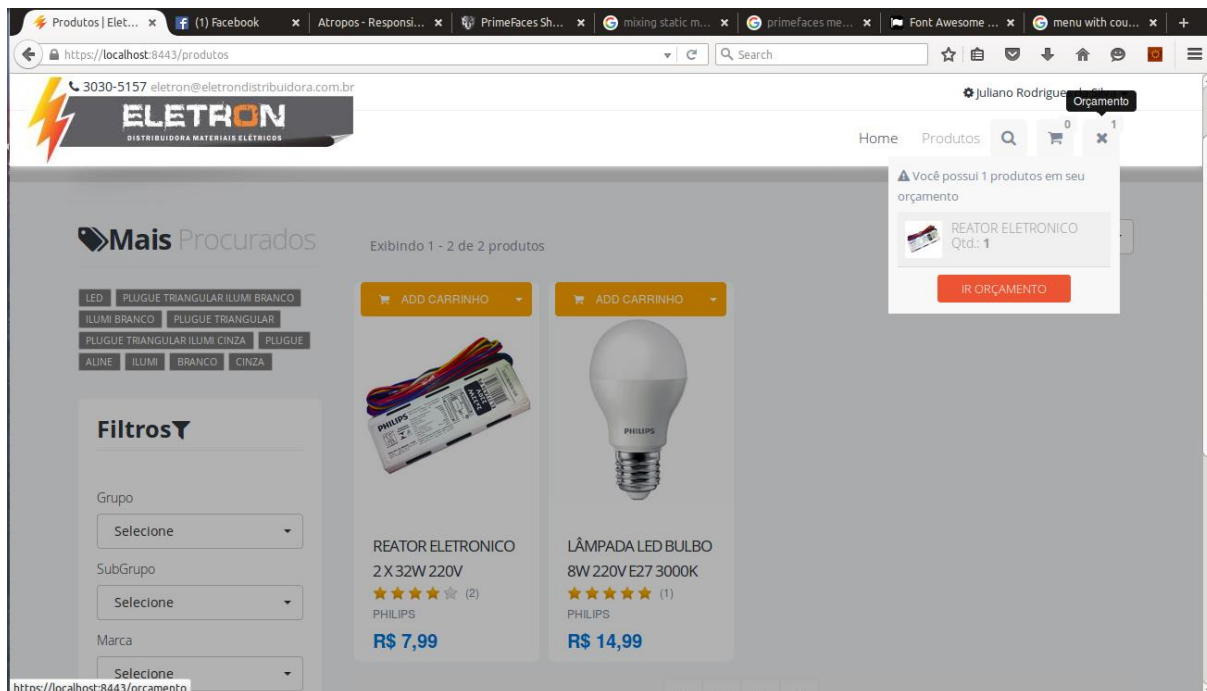 Produtos | Elet...
(1) Facebook
Atropos - Responsi...
PrimeFaces Sh...
mixing static m...
primefaces me...
Font Awesome ...
menu with cou...
https://localhost:8443/produtos
Search
3030-5157 eletron@eletrondistribuidora.com.br
Juliano Rodrigues
Orçamento
ELETRON
DISTRIBUIDORA MATERIAIS ELÉTRICOS
Home Produtos 0 1
Você possui 1 produtos em seu
orçamento
REATOR ELETRONICO
Qtd.: 1
IR ORÇAMENTO
Mais Procurados
Exibindo 1 - 2 de 2 produtos
LED PLUGUE TRIANGULAR ILUMI BRANCO
ILUMI BRANCO PLUGUE TRIANGULAR
PLUGUE TRIANGULAR ILUMI CINZA PLUGUE
ALINE ILUMI BRANCO CINZA
ADD CARRINHO
ADD CARRINHO
PHILIPS
PHILIPS
Filtros
Grupo
Selecione
SubGrupo
Selecione
Marca
Selecione
REATOR ELETRONICO
2 X 32W 220V
(2)
PHILIPS
R$ 7,99
LÂMPADA LED BULBO
8W 220V E27 3000K
(1)
PHILIPS
R$ 14,99
https://localhost:8443/orcamento